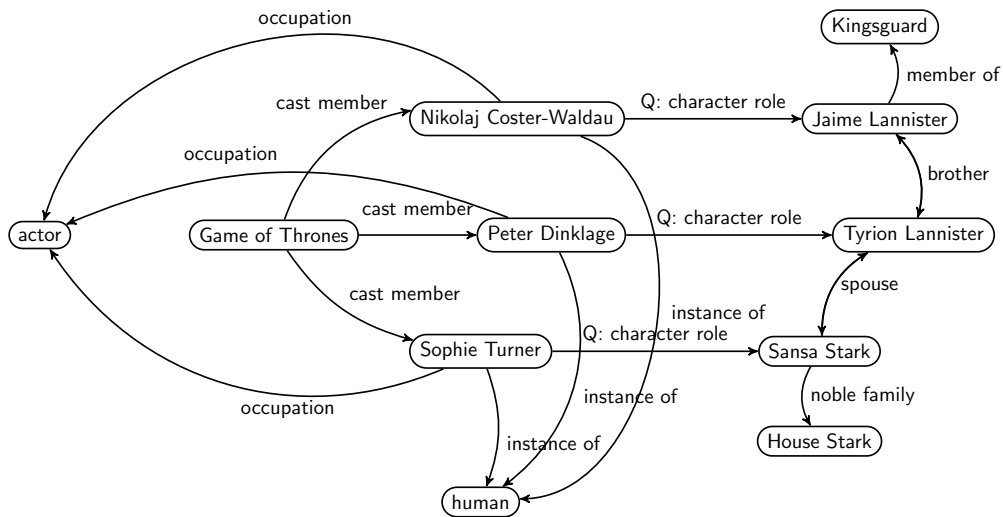 occupation
Kingsguard
member of
cast member
Nikolaj Coster-Waldau
Q: character role
Jaime Lannister
occupation
brother
cast member
Q: character role
actor
Game of Thrones
Peter Dinklage
Tyrion Lannister
spouse
cast member
instance of
Q: character role
Sophie Turner
Sansa Stark
noble family
occupation
instance of
instance of
House Stark
human